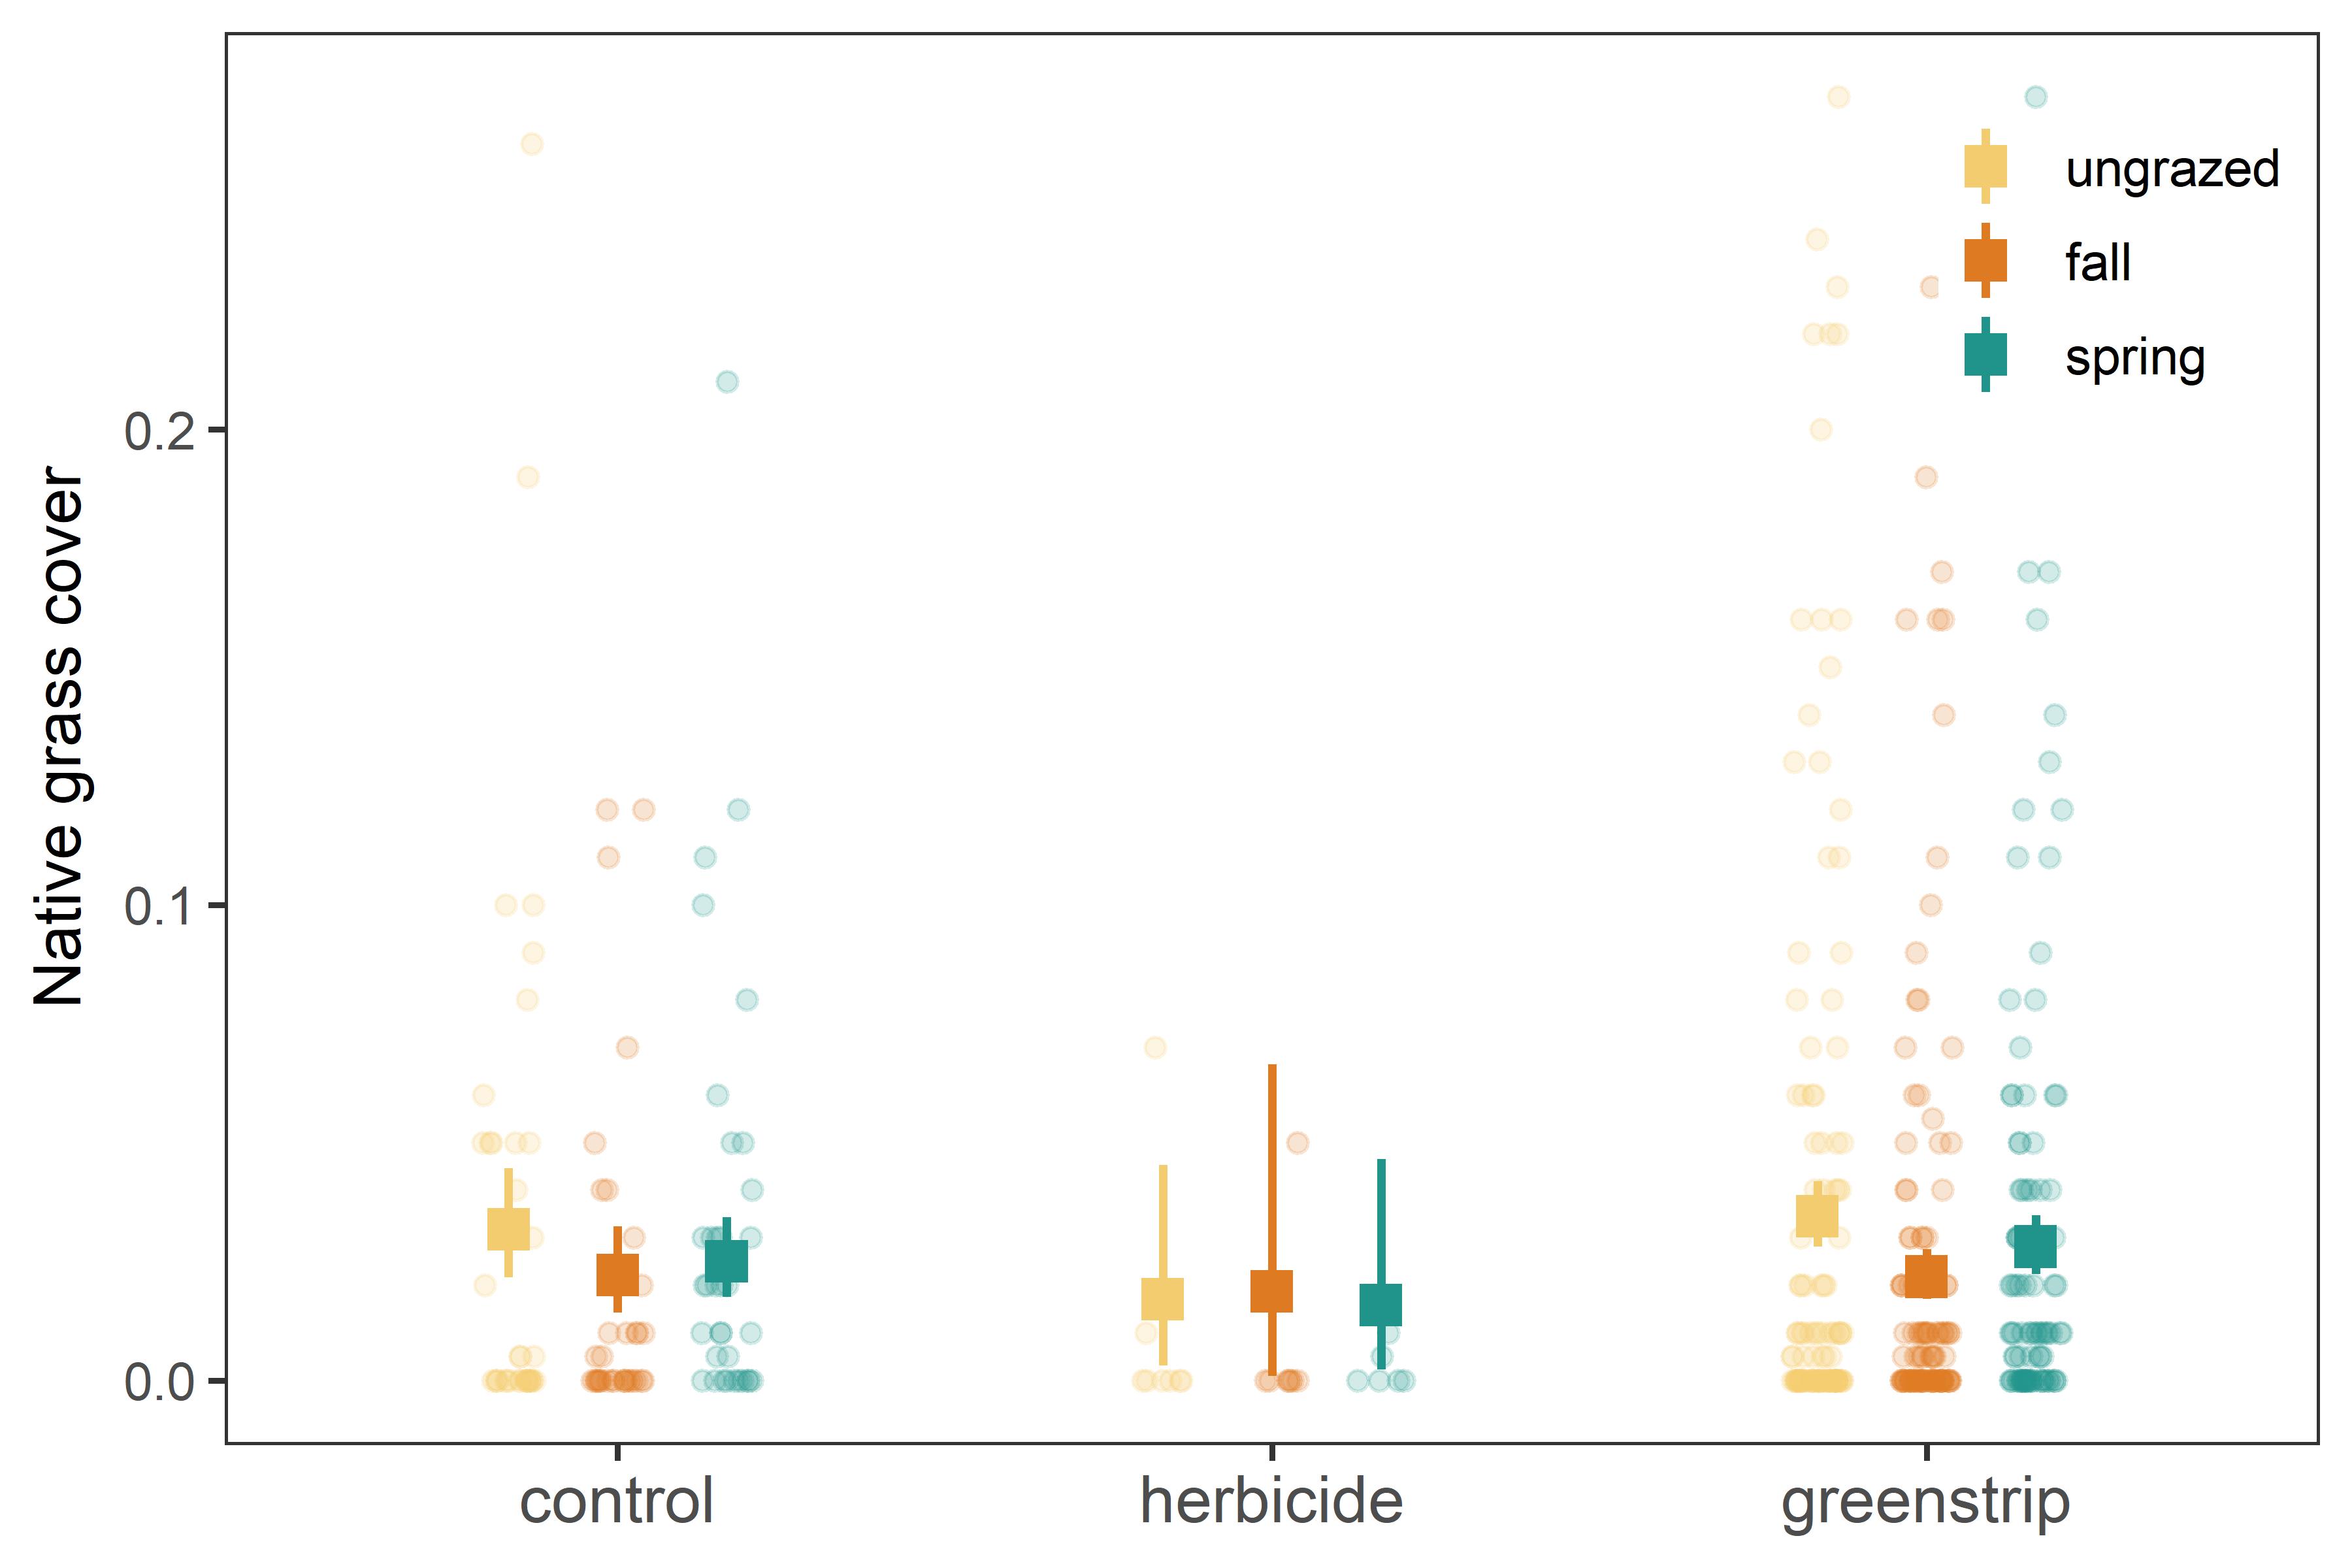 Native grass cover
0.2
0.1
0.0
control
herbicide
greenstrip
ungrazed
fall
spring